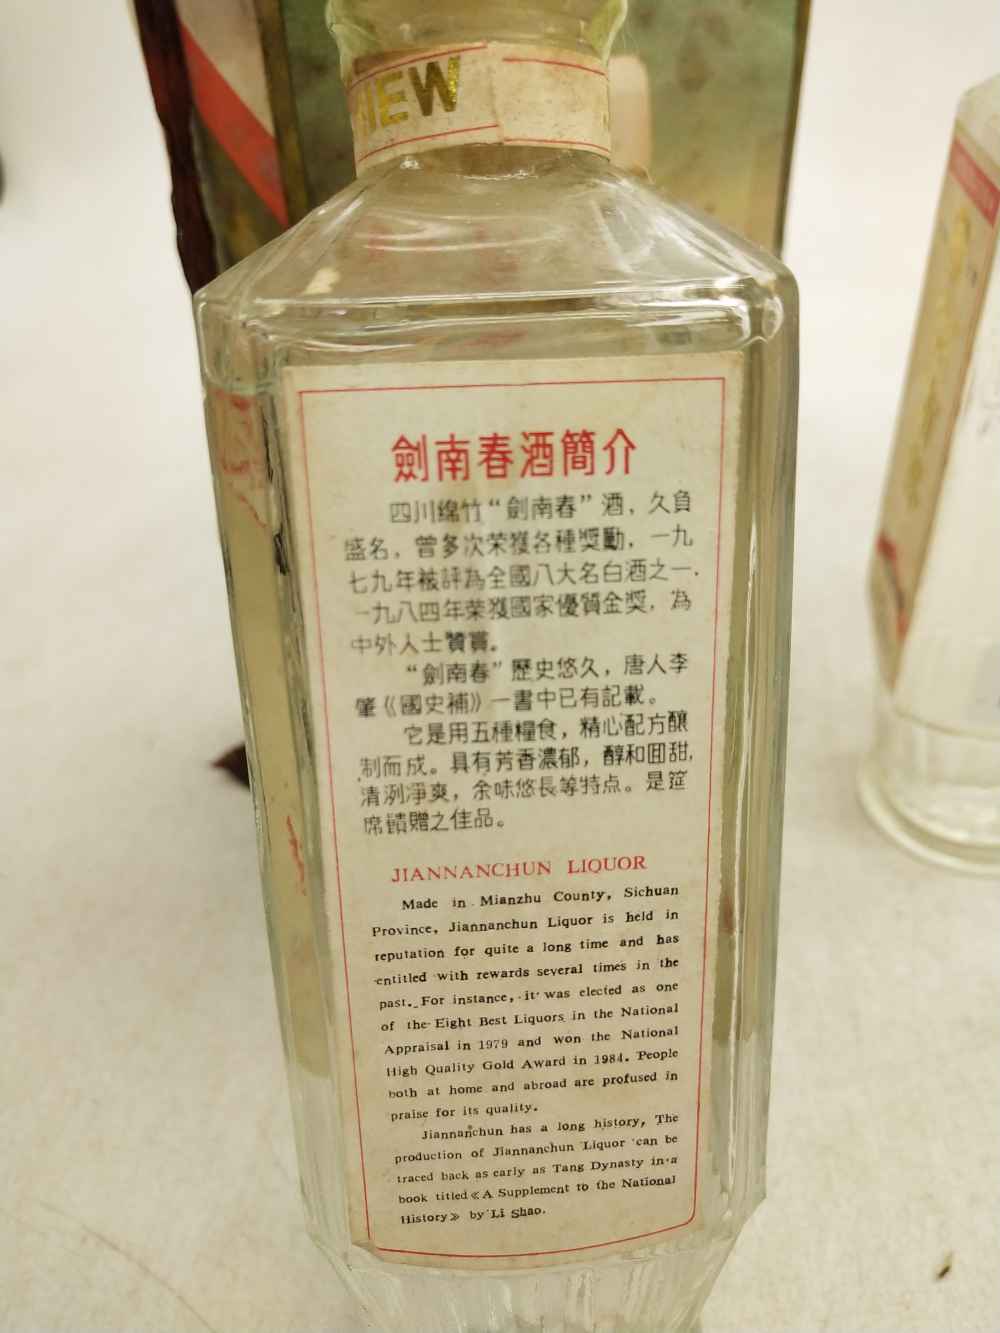 IEW
劍南春酒簡介
四川绵竹“劍南春”酒，久負
盛名，曾多次荣獲各種獎勵，一九
七九年被評為全國八大名白酒之一，
一九八四年荣獲國家優質金獎，為
中外人士贊賞。
“劍南春”歷史悠久，唐人李
肇《國史補》一書中已有記載。
它是用五種糧食，精心配方釀
制而成。具有芳香濃郁，醇和囬甜，
清洌凈爽，余味悠長等特点。是筵
席饋贈之佳品。
JIANNANCHUN LIQUOR
Made in Mianzhu County, Sichuan
Province, Jiannanchun Liquor is held in
reputation for quite a long time and has
entitled with rewards several times in the
past. For instance, it was elected as one
of the Eight Best Liquors in the National
Appraisal in 1979 and won the National
High Quality Gold Award in 1984. People
both at home and abroad are profused in
praise for its quality.
Jiannanchun has a long history, The
production of Jiannanchun Liquor can be
traced back as early as Tang Dynasty in a
book titled《A Supplement to the National
History》 by Li Shao.